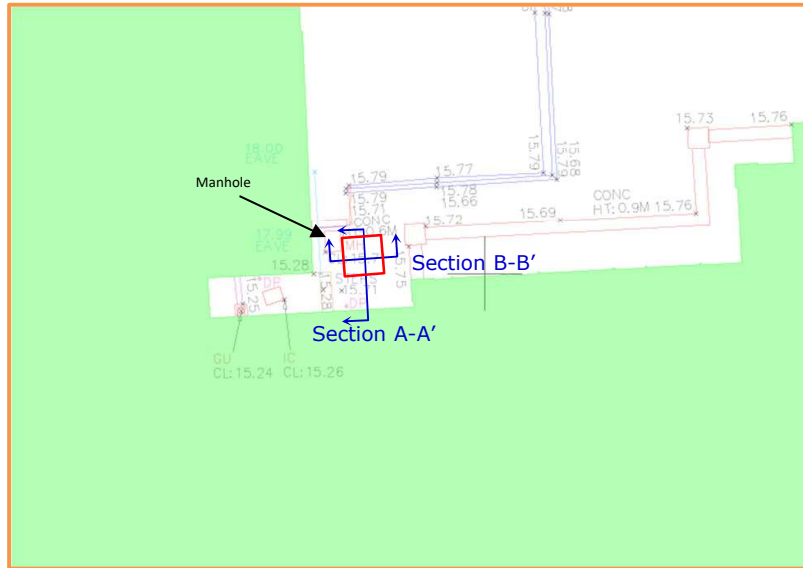 15.73
15.76
15.79
15.68
15.79
18.00
EAVE
15.79
15.77
15.78
15.66
15.79
15.71
CONC
Manhole
CONC
HT: 0.9M
15.76
15.69
15.72
0.6M
17.99
EAVE
MH
15.75
Section B-B'
15.28
DP
15.25
15.28
DP
Section A-A'
GU
CL: 15.24
IC
CL: 15.26